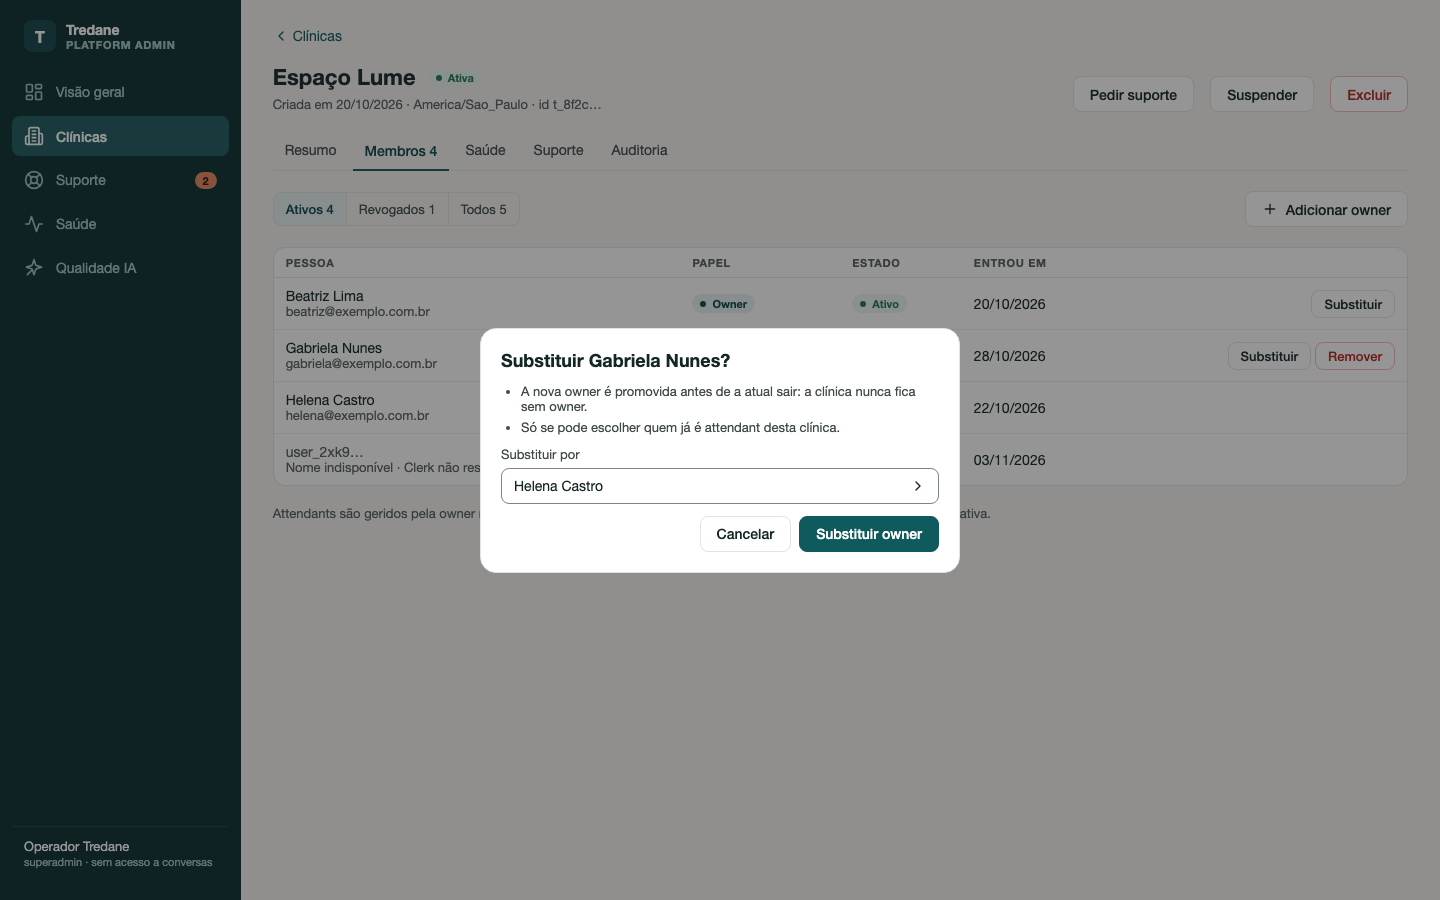 T
Tredane
PLATFORM ADMIN
Visão geral
Clínicas
Suporte
2
Saúde
Qualidade IA
Operador Tredane
superadmin · sem acesso a conversas
Clínicas
Espaço Lume
Ativa
Criada em 20/10/2026 · America/Sao_Paulo · id t_8f2c…
Pedir suporte
Suspender
Excluir
Resumo
Membros 4
Saúde
Suporte
Auditoria
Ativos 4
Revogados 1
Todos 5
Adicionar owner
PESSOA
PAPEL
ESTADO
ENTROU EM
Beatriz Lima
beatriz@exemplo.com.br
Owner
Ativo
20/10/2026
Substituir
Gabriela Nunes
gabriela@exemplo.com.br
28/10/2026
Substituir
Remover
Helena Castro
helena@exemplo.com.br
22/10/2026
user_2xk9…
Nome indisponível · Clerk não res
03/11/2026
Attendants são geridos pela owner
ativa.
Substituir Gabriela Nunes?
A nova owner é promovida antes de a atual sair: a clínica nunca fica
sem owner.
Só se pode escolher quem já é attendant desta clínica.
Substituir por
Helena Castro
Cancelar
Substituir owner